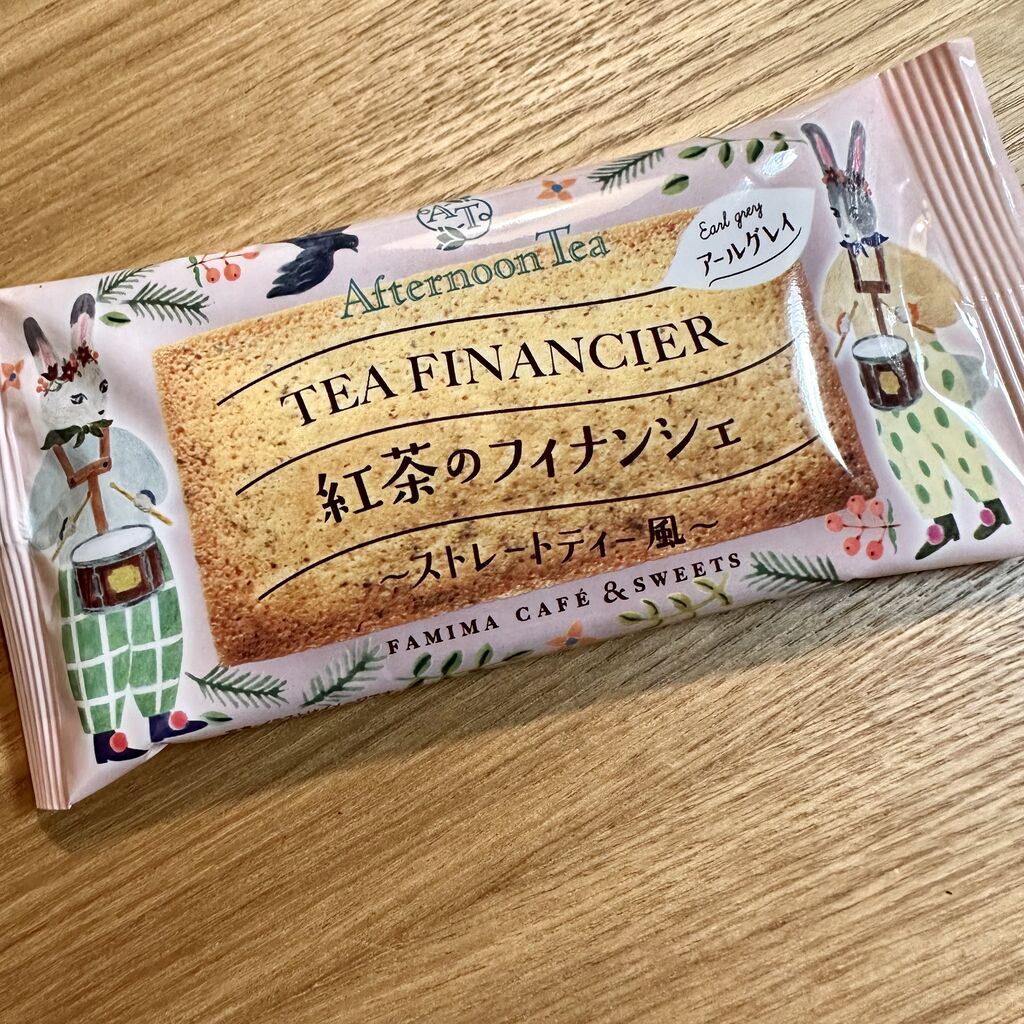 A·T
Afternoon Tea
Earl grey
アールグレイ
TEA FINANCIER
紅茶のフィナンシェ
～ストレートティー風～
FAMIMA CAFÉ & SWEETS